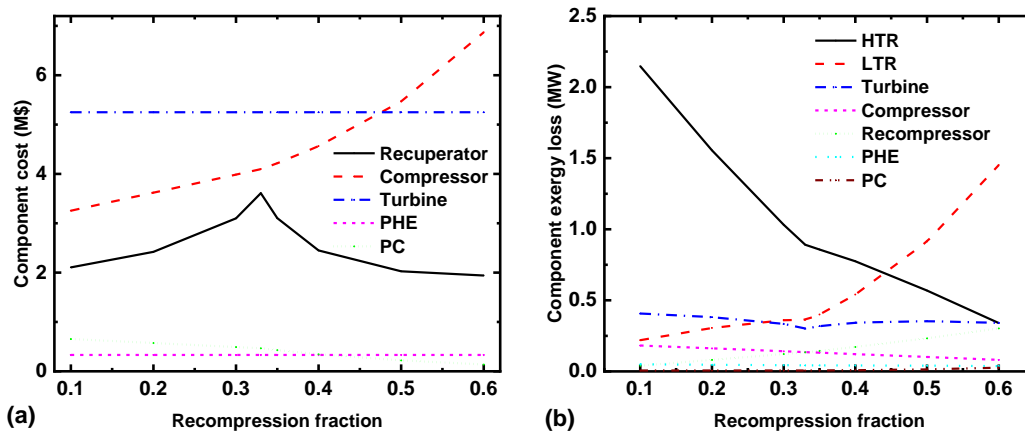 Component cost (M$)
6
4
2
0
Recuperator
Compressor
Turbine
PHE
PC
0.1 0.2 0.3 0.4 0.5 0.6
Recompression fraction
(a)
Component exergy loss (MW)
2.5
2.0
1.5
1.0
0.5
0.0
HTR
LTR
Turbine
Compressor
Recompressor
PHE
PC
0.1 0.2 0.3 0.4 0.5 0.6
Recompression fraction
(b)